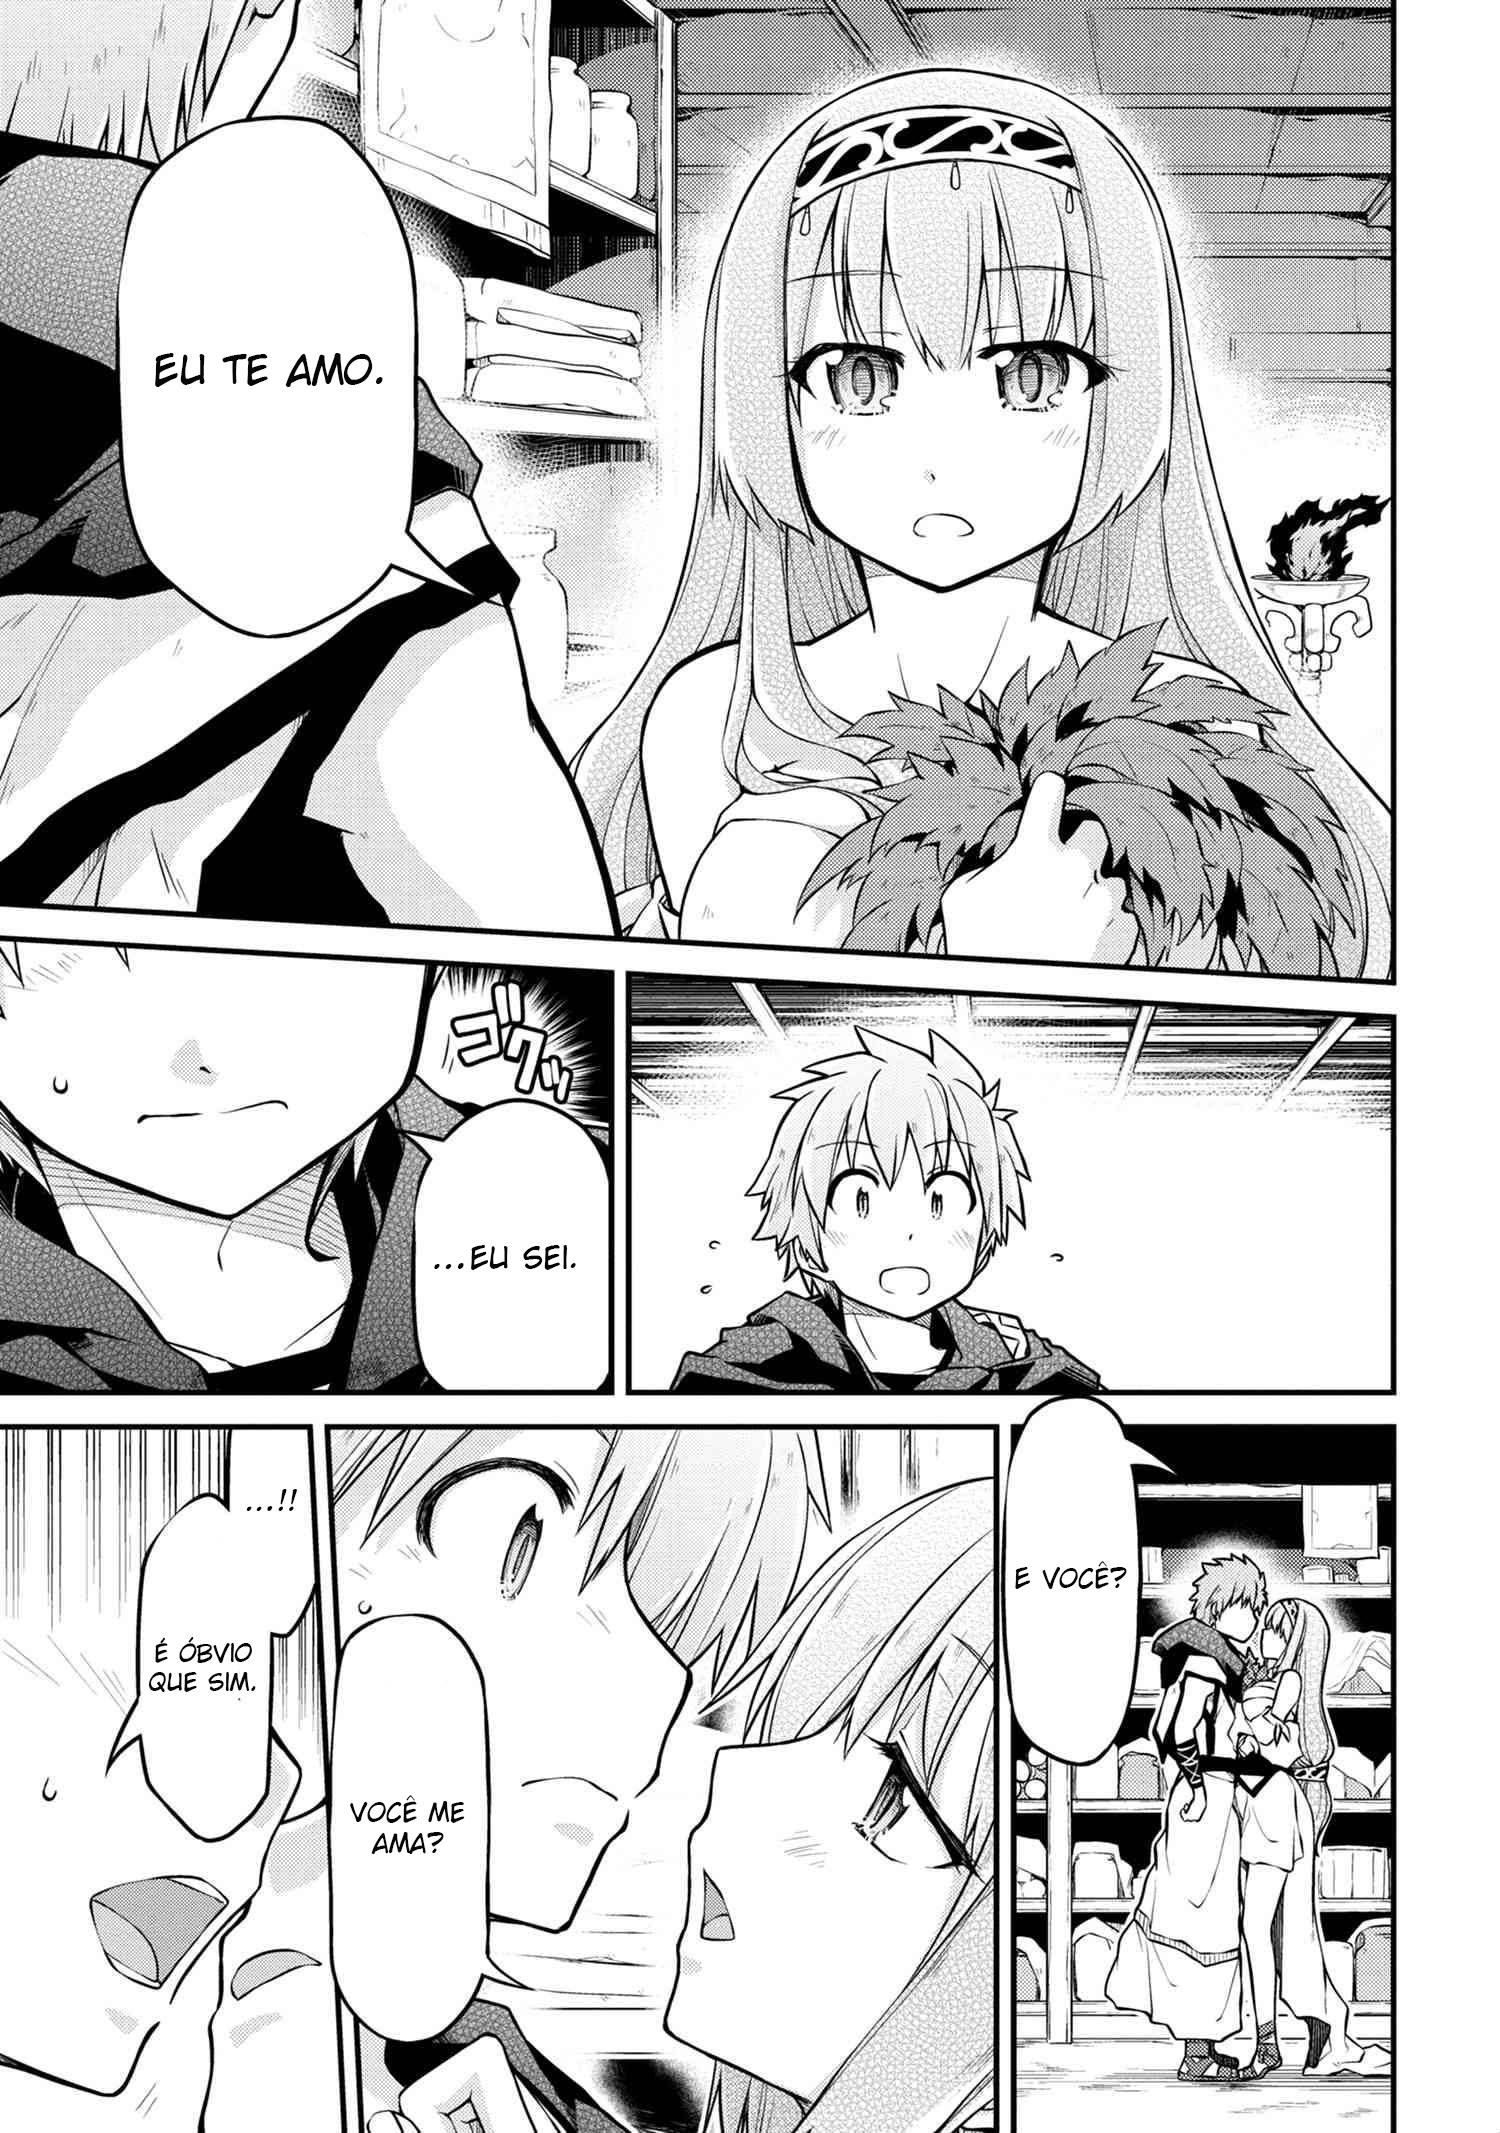 EU TE AMO.
ゴクッ
...EU SEI.
E VOCÊ?
VOCÊ ME
AMA?
...!!
É ÓBVIO
QUE SIM.